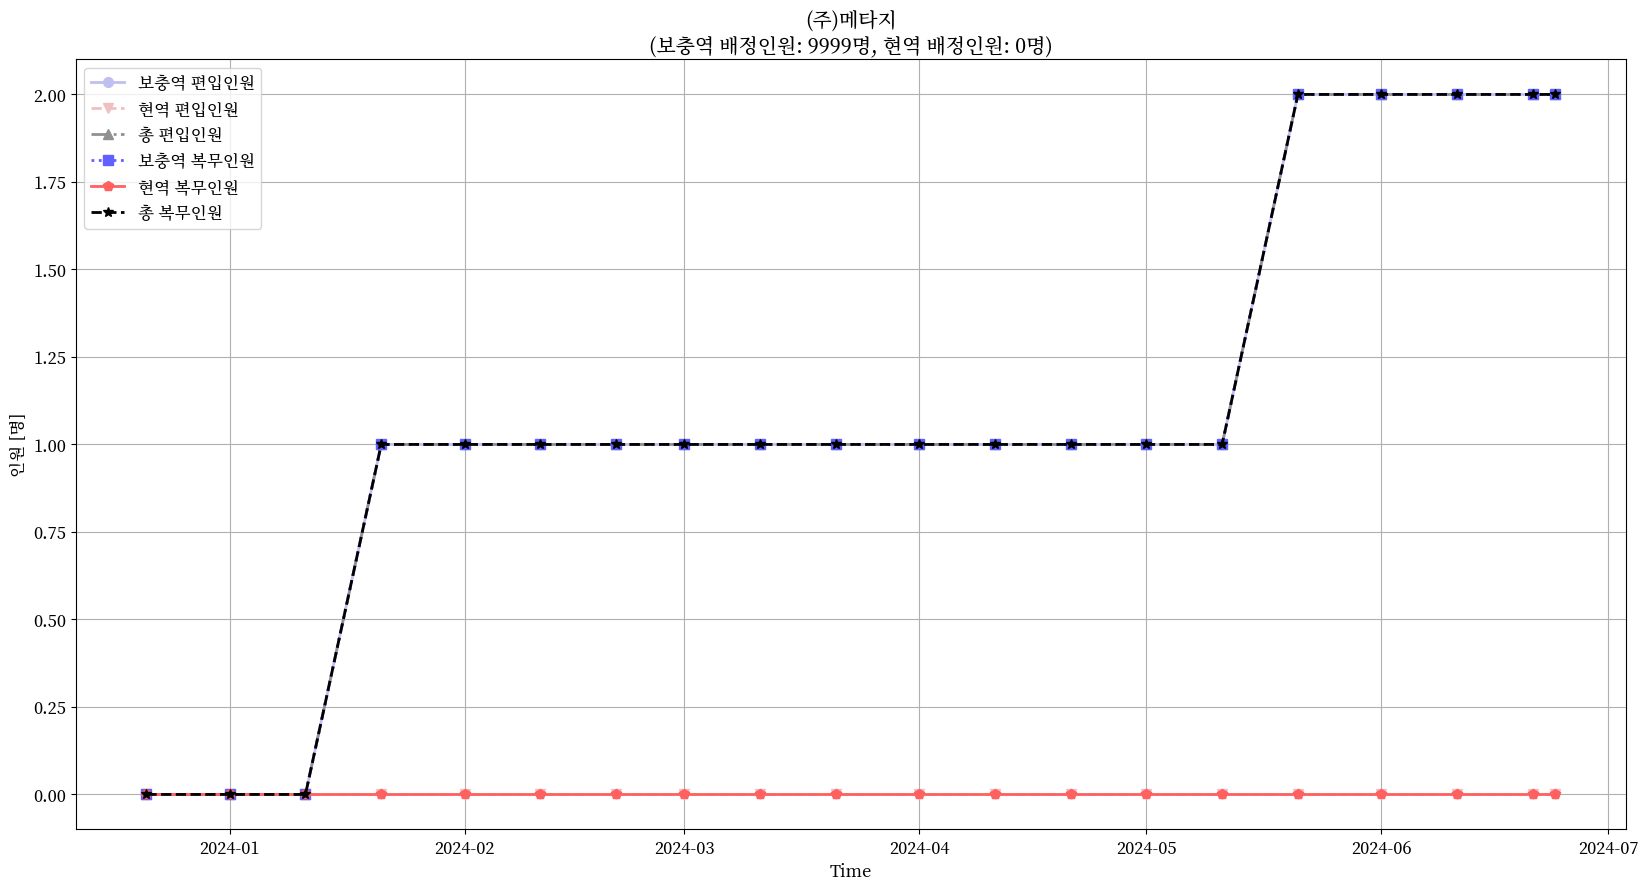 (주)메타지
(보충역 배정인원: 9999명, 현역 배정인원: 0명)
보충역 편입인원
현역 편입인원
총 편입인원
보충역 복무인원
현역 복무인원
총 복무인원
인원 [명]
2.00
1.75
1.50
1.25
1.00
0.75
0.50
0.25
0.00
2024-01
2024-02
2024-03
2024-04
2024-05
2024-06
2024-07
Time